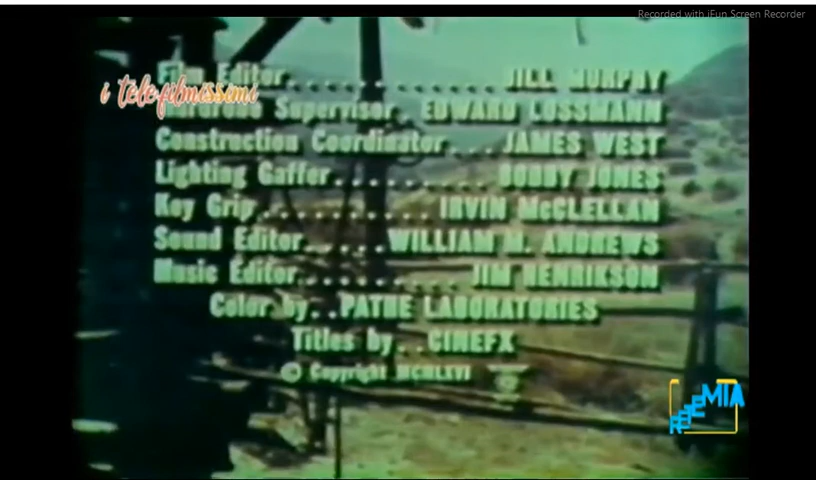 Recorded with iFun Screen Recorder
Film Editor............JILL MURPHY
i telefilmissimi
Wardrobe Supervisor.EDWARD LOSSMANN
Construction Coordinator...JAMES WEST
Lighting Gaffer..........BOBBY JONES
Key Grip............IRVIN McCLELLAN
Sound Editor.....WILLIAM M. ANDREWS
Music Editor..........JIM HENRIKSON
Color by..PATHE LABORATORIES
Titles by..CINEFX
© Copyright MCMLXVI
RETEMIA